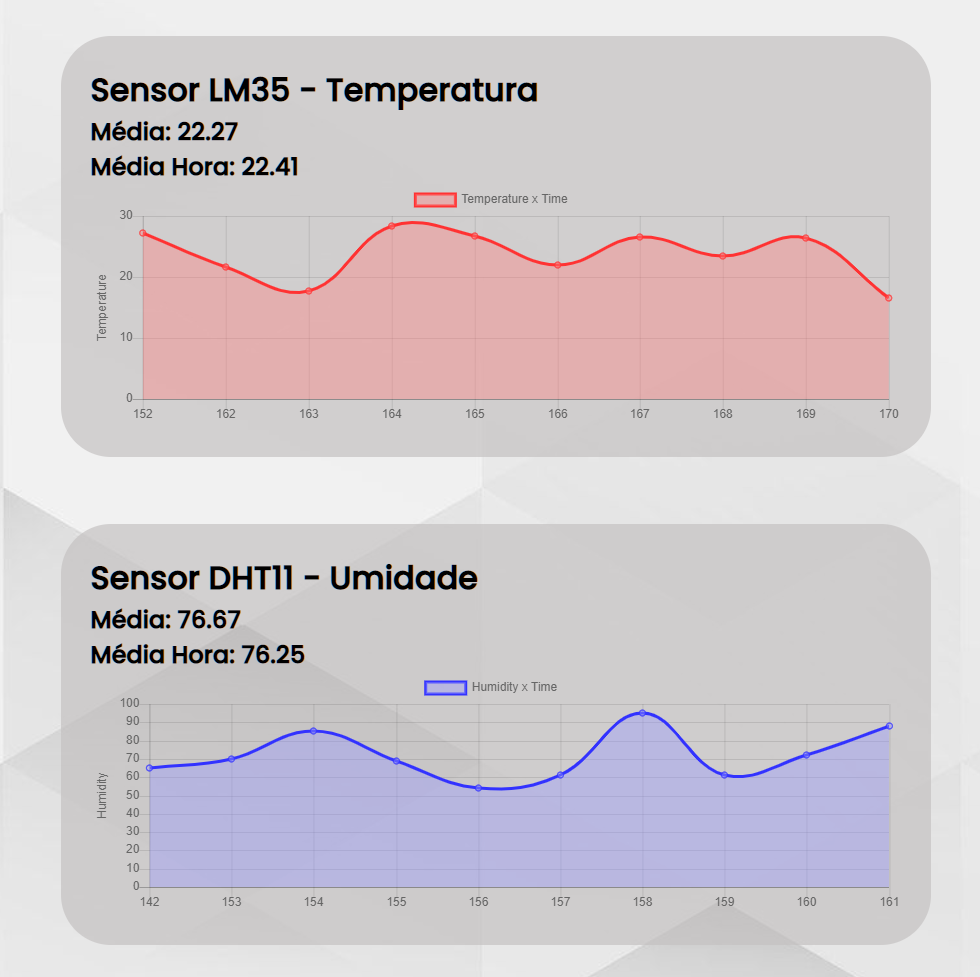 Sensor LM35 - Temperatura
Média: 22.27
Média Hora: 22.41
Temperature x Time
30
20
10
0
Temperature
152 162 163 164 165 166 167 168 169 170
Sensor DHT11 - Umidade
Média: 76.67
Média Hora: 76.25
Humidity x Time
100
90
80
70
60
50
40
30
20
10
0
Humidity
142 153 154 155 156 157 158 159 160 161